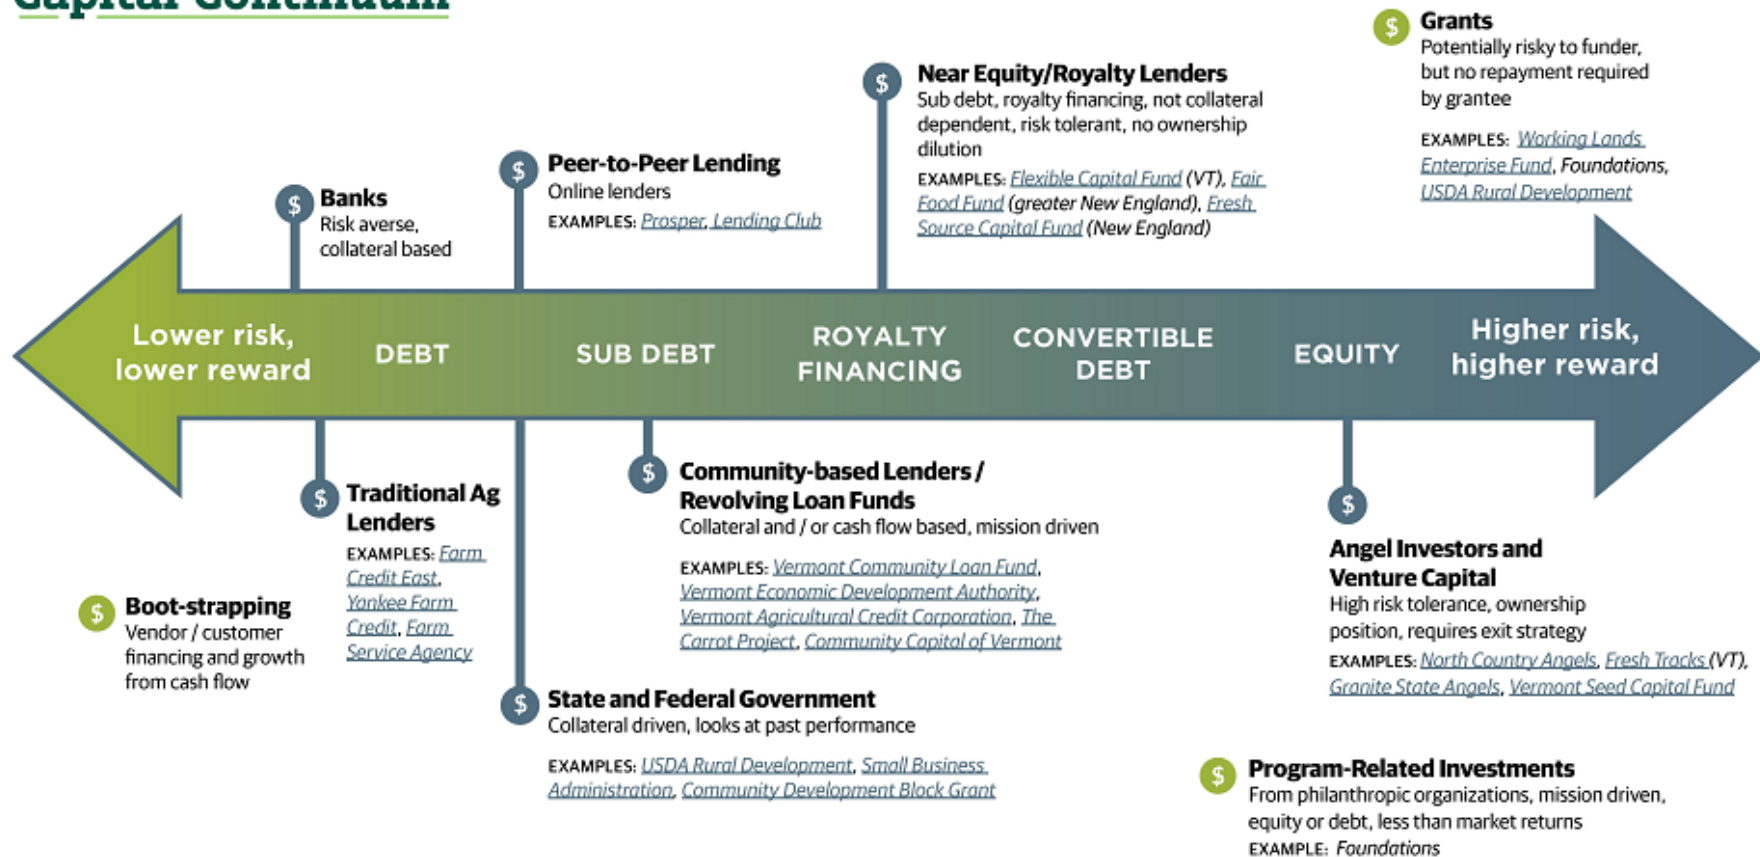 Capital Continuum
$ Grants
Potentially risky to funder,
but no repayment required
by grantee
EXAMPLES: Working Lands
Enterprise Fund, Foundations,
USDA Rural Development
$ Near Equity/Royalty Lenders
Sub debt, royalty financing, not collateral
dependent, risk tolerant, no ownership
dilution
EXAMPLES: Flexible Capital Fund (VT), Fair
Food Fund (greater New England), Fresh
Source Capital Fund (New England)
$ Peer-to-Peer Lending
Online lenders
EXAMPLES: Prosper, Lending Club
$ Banks
Risk averse,
collateral based
Lower risk,
lower reward
DEBT
SUB DEBT
ROYALTY
FINANCING
CONVERTIBLE
DEBT
EQUITY
Higher risk,
higher reward
$ Traditional Ag
Lenders
EXAMPLES: Farm
Credit East,
Yankee Farm
Credit, Farm
Service Agency
$ Community-based Lenders /
Revolving Loan Funds
Collateral and / or cash flow based, mission driven
EXAMPLES: Vermont Community Loan Fund,
Vermont Economic Development Authority,
Vermont Agricultural Credit Corporation, The
Carrot Project, Community Capital of Vermont
$ Angel Investors and
Venture Capital
High risk tolerance, ownership
position, requires exit strategy
EXAMPLES: North Country Angels, Fresh Tracks (VT),
Granite State Angels, Vermont Seed Capital Fund
$ Boot-strapping
Vendor / customer
financing and growth
from cash flow
$ State and Federal Government
Collateral driven, looks at past performance
EXAMPLES: USDA Rural Development, Small Business
Administration, Community Development Block Grant
$ Program-Related Investments
From philanthropic organizations, mission driven,
equity or debt, less than market returns
EXAMPLE: Foundations